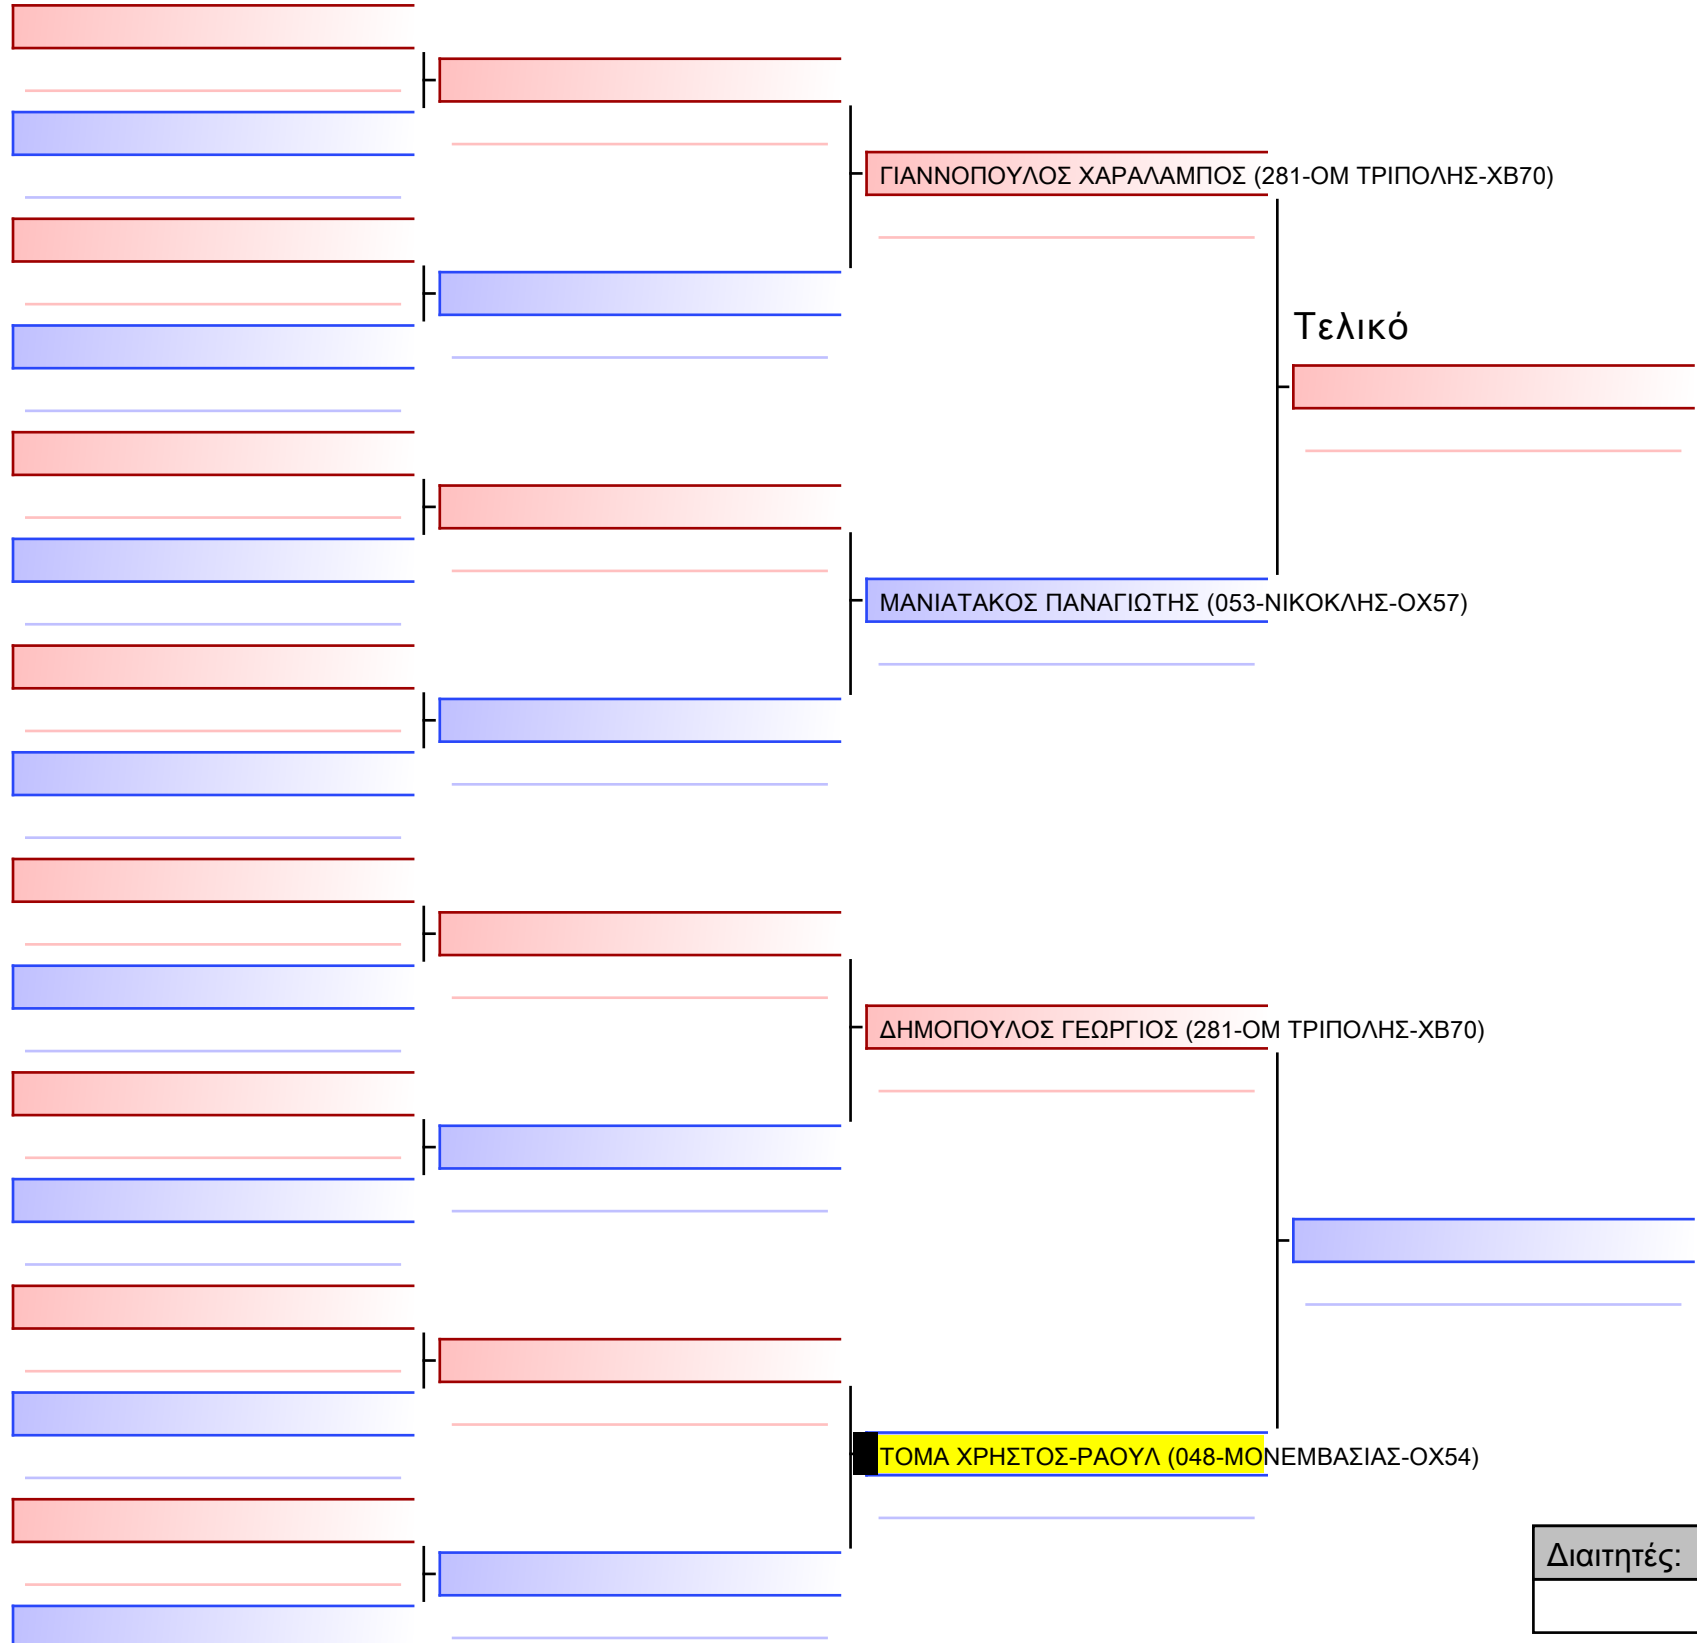 ΓΙΑΝΝΟΠΟΥΛΟΣ ΧΑΡΑΛΑΜΠΟΣ (281-ΟΜ ΤΡΙΠΟΛΗΣ-ΧΒ70)
Τελικό
ΜΑΝΙΑΤΑΚΟΣ ΠΑΝΑΓΙΩΤΗΣ (053-ΝΙΚΟΚΛΗΣ-ΟΧ57)
ΔΗΜΟΠΟΥΛΟΣ ΓΕΩΡΓΙΟΣ (281-ΟΜ ΤΡΙΠΟΛΗΣ-ΧΒ70)
ΤΟΜΑ ΧΡΗΣΤΟΣ-ΡΑΟΥΛ (048-ΜΟΝΕΜΒΑΣΙΑΣ-ΟΧ54)
Διαιτητές: